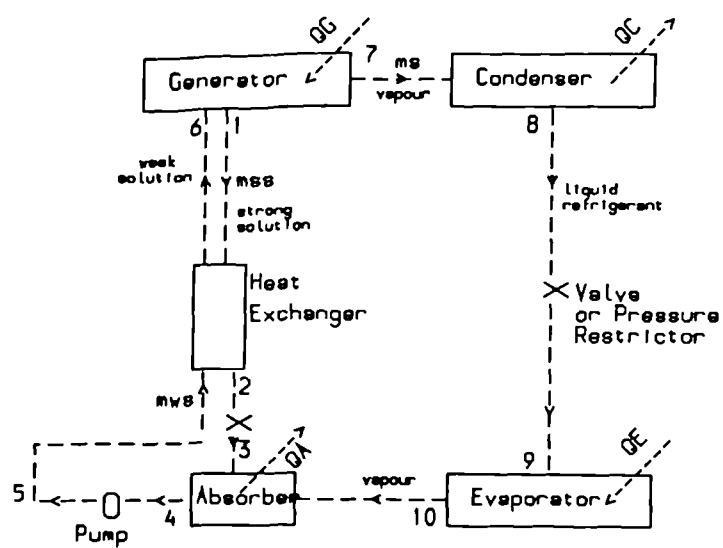 QG
QC
7
ms
Generator
Condenser
vapour
6
1
8
weak
solution
mss
liquid
refrigerant
strong
solution
Heat
Exchanger
Valve
or Pressure
Restrictor
2
mws
3
QA
9
QE
vapour
5
Absorber
Evaporator
4
10
Pump